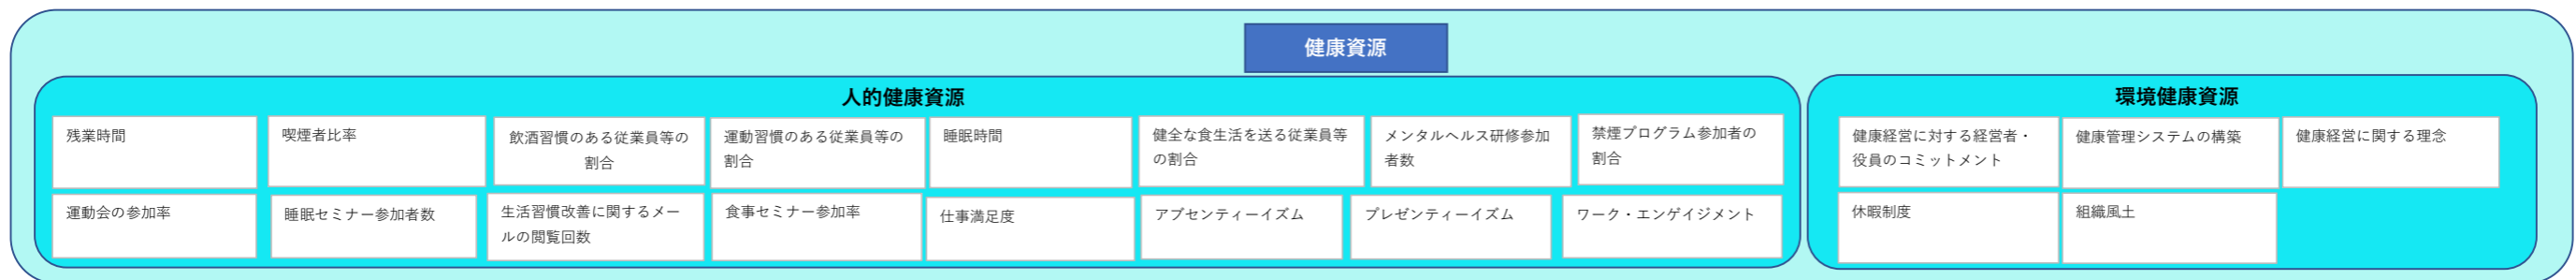 健康資源
人的健康資源
残業時間
喫煙者比率
飲酒習慣のある従業員等の
割合
運動習慣のある従業員等の
割合
睡眠時間
健全な食生活を送る従業員等
の割合
メンタルヘルス研修参加
者数
禁煙プログラム参加者の
割合
運動会の参加率
睡眠セミナー参加者数
生活習慣改善に関するメー
ルの閲覧回数
食事セミナー参加率
仕事満足度
アブセンティーイズム
プレゼンティーイズム
ワーク・エンゲイジメント
環境健康資源
健康経営に対する経営者・
役員のコミットメント
健康管理システムの構築
健康経営に関する理念
休暇制度
組織風土